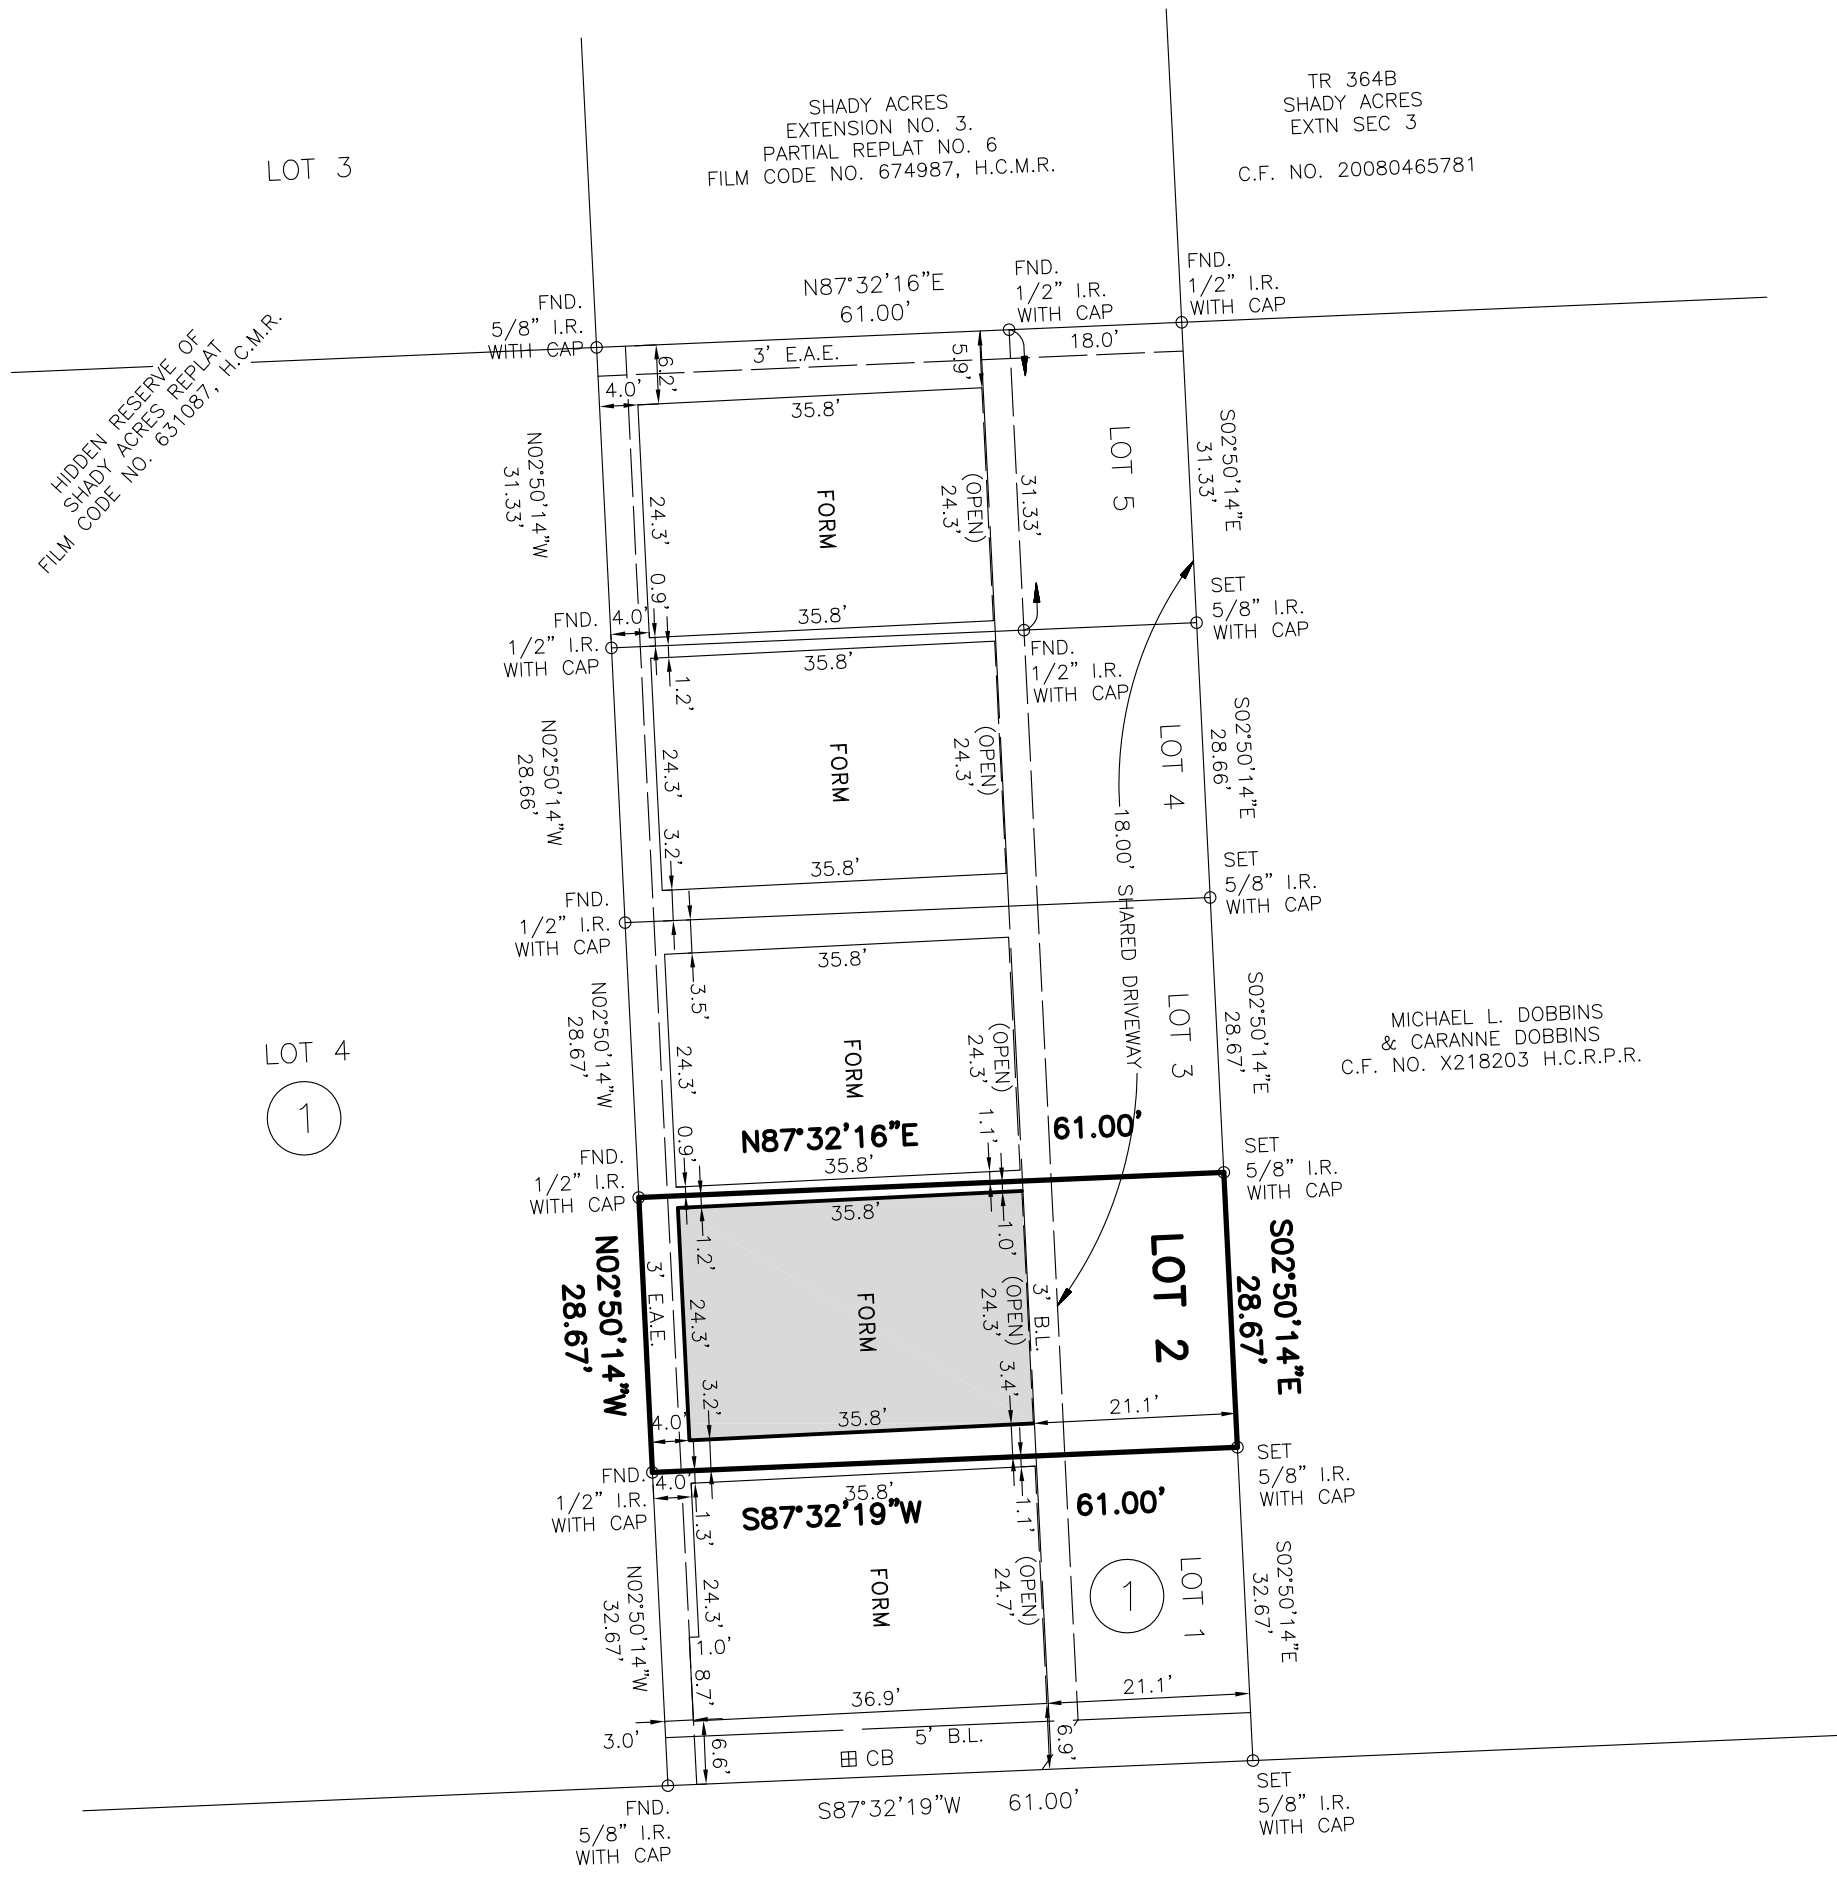 LOT 3
SHADY ACRES
EXTENSION NO. 3.
PARTIAL REPLAT NO. 6
FILM CODE NO. 674987, H.C.M.R.
TR 364B
SHADY ACRES
EXTN SEC 3
C.F. NO. 20080465781
HIDDEN RESERVE OF
SHADY ACRES REPLAT
FILM CODE NO. 631087, H.C.M.R.
FND.
5/8" I.R.
WITH CAP
N87°32'16"E
61.00'
FND.
1/2" I.R.
WITH CAP
FND.
1/2" I.R.
WITH CAP
3' E.A.E.
18.0'
6.2'
5.9'
4.0'
35.8'
N02°50'14"W
31.33'
24.3'
FORM
(OPEN)
24.3'
31.33'
LOT 5
S02°50'14"E
31.33'
0.9'
4.0'
35.8'
FND.
1/2" I.R.
WITH CAP
SET
5/8" I.R.
WITH CAP
FND.
1/2" I.R.
WITH CAP
35.8'
1.2'
N02°50'14"W
28.66'
24.3'
FORM
(OPEN)
24.3'
LOT 4
S02°50'14"E
28.66'
3.2'
35.8'
18.00' SHARED DRIVEWAY
FND.
1/2" I.R.
WITH CAP
SET
5/8" I.R.
WITH CAP
35.8'
3.5'
N02°50'14"W
28.67'
24.3'
FORM
(OPEN)
24.3'
LOT 3
S02°50'14"E
28.67'
LOT 4
1
MICHAEL L. DOBBINS
& CARANNE DOBBINS
C.F. NO. X218203 H.C.R.P.R.
N87°32'16"E
61.00'
0.9'
1.1'
35.8'
FND.
1/2" I.R.
WITH CAP
SET
5/8" I.R.
WITH CAP
35.8'
1.2'
1.0'
N02°50'14"W
28.67'
3' E.A.E.
24.3'
FORM
(OPEN)
24.3'
3' B.L.
LOT 2
S02°50'14"E
28.67'
3.2'
3.4'
4.0'
35.8'
21.1'
FND.
1/2" I.R.
WITH CAP
SET
5/8" I.R.
WITH CAP
4.0'
35.8'
S87°32'19"W
61.00'
1.3'
1.1'
N02°50'14"W
32.67'
24.3'
FORM
(OPEN)
24.7'
1
LOT 1
S02°50'14"E
32.67'
1.0'
8.7'
36.9'
21.1'
3.0'
6.6'
5' B.L.
6.9'
CB
FND.
5/8" I.R.
WITH CAP
S87°32'19"W
61.00'
SET
5/8" I.R.
WITH CAP